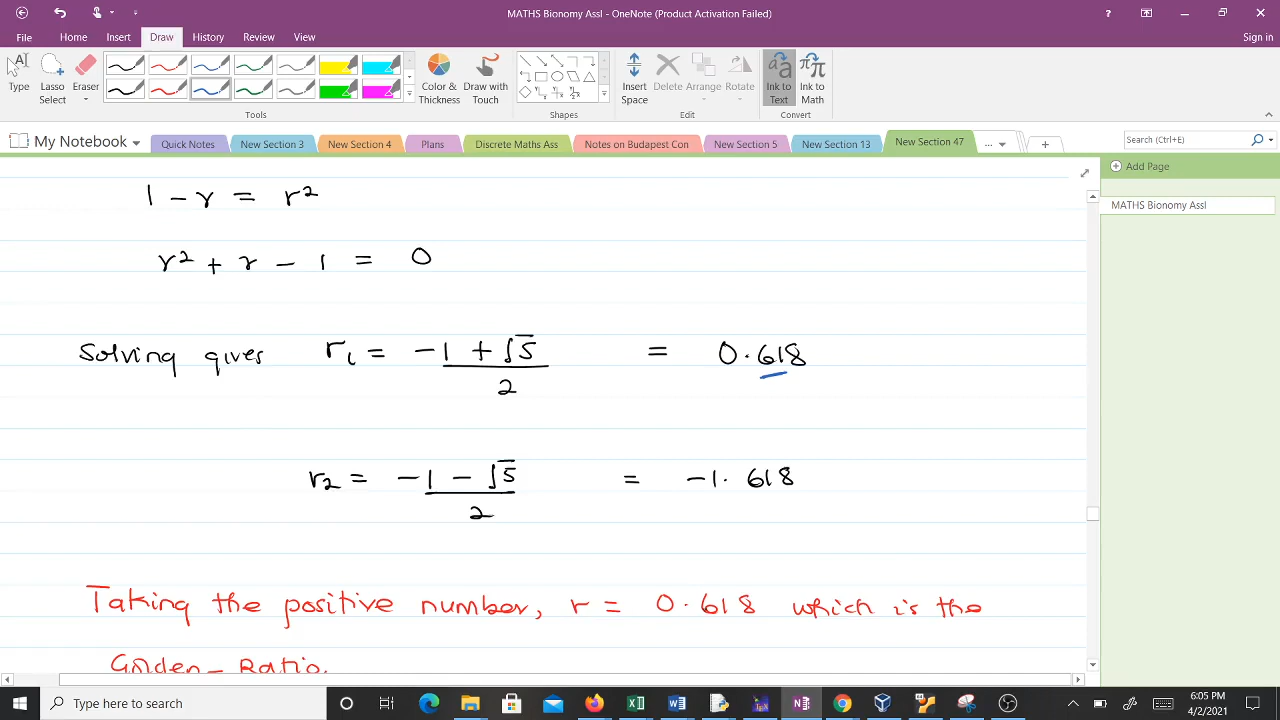 MATHS Bionomy Assl - OneNote (Product Activation Failed)
Sign in
File Home Insert Draw History Review View
Type Lasso Select Eraser Color & Thickness Draw with Touch Insert Space Delete Arrange Rotate Ink to Text Ink to Math
Tools Shapes Edit Convert
My Notebook Quick Notes New Section 3 New Section 4 Plans Discrete Maths Ass Notes on Budapest Con New Section 5 New Section 13 New Section 47 ... Search (Ctrl+E)
Add Page
MATHS Bionomy Assl
1 - r = r²
r² + r - 1 = 0
Solving gives r₁ = -1 + √5 / 2 = 0.618
r₂ = -1 - √5 / 2 = -1.618
Taking the positive number, r = 0.618 which is the
Golden-Ratio.
Type here to search
6:05 PM
4/2/2021